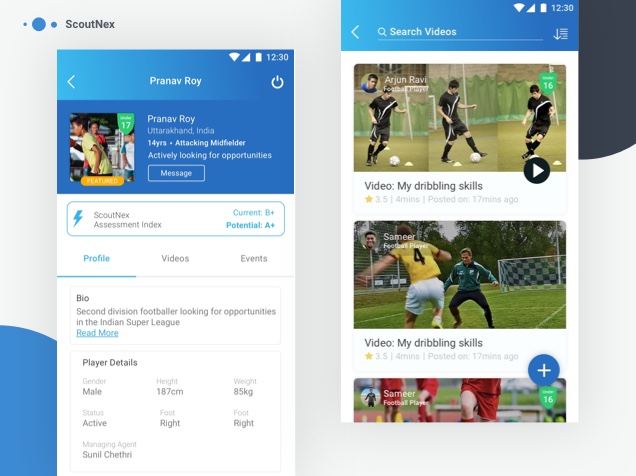 ScoutNex
12:30
Pranav Roy
Under
17
FEATURED
Pranav Roy
Uttarakhand, India
14yrs • Attacking Midfielder
Actively looking for opportunities
Message
ScoutNex
Assessment Index
Current: B+
Potential: A+
Profile
Videos
Events
Bio
Second division footballer looking for opportunities
in the Indian Super League
Read More
Player Details
Gender
Height
Weight
Male
187cm
85kg
Status
Foot
Foot
Active
Right
Right
Managing Agent
Sunil Chethri
12:30
Search Videos
Arjun Ravi
Football Player
Under
16
Video: My dribbling skills
3.5 | 4mins | Posted on: 17mins ago
Sameer
Football Player
4
Video: My dribbling skills
3.5 | 4mins | Posted on: 17mins ago
Sameer
Football Player
Under
16